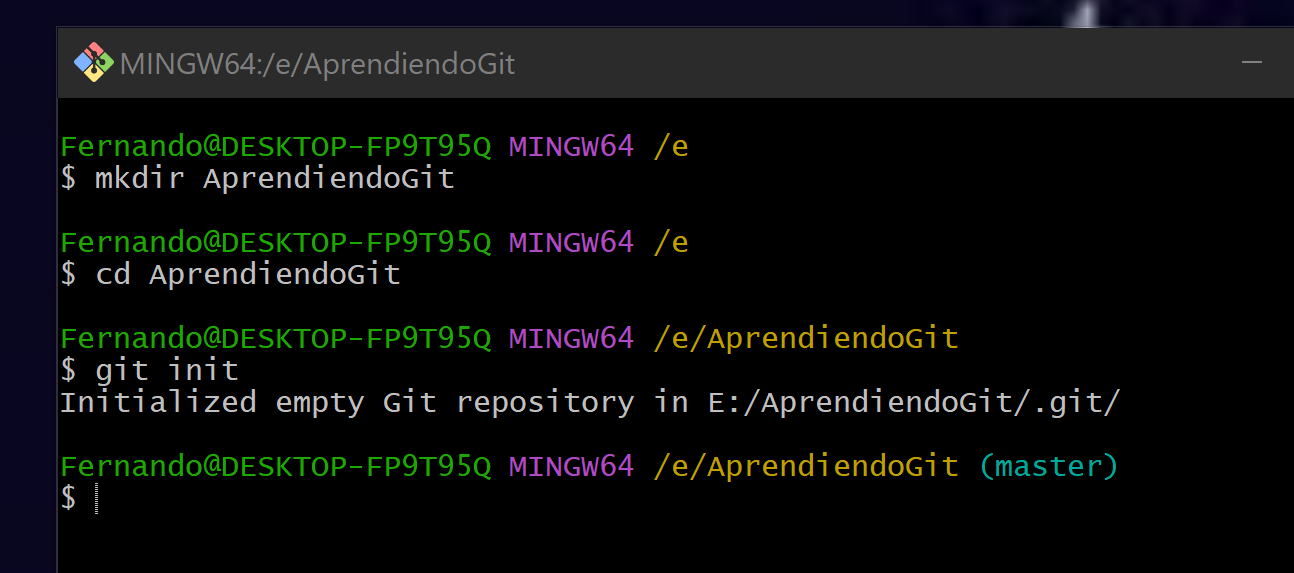 MINGW64:/e/AprendiendoGit
Fernando@DESKTOP-FP9T95Q MINGW64 /e
$ mkdir AprendiendoGit
Fernando@DESKTOP-FP9T95Q MINGW64 /e
$ cd AprendiendoGit
Fernando@DESKTOP-FP9T95Q MINGW64 /e/AprendiendoGit
$ git init
Initialized empty Git repository in E:/AprendiendoGit/.git/
Fernando@DESKTOP-FP9T95Q MINGW64 /e/AprendiendoGit (master)
$